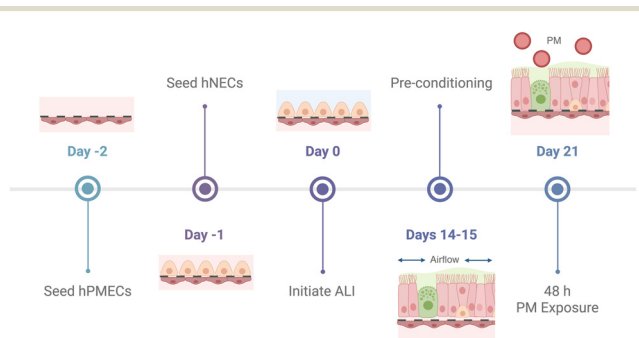 PM
Seed hNECs
Pre-conditioning
Day -2
Day 0
Day 21
Day -1
Days 14-15
Airflow
Seed hPMECs
Initiate ALI
48 h
PM Exposure